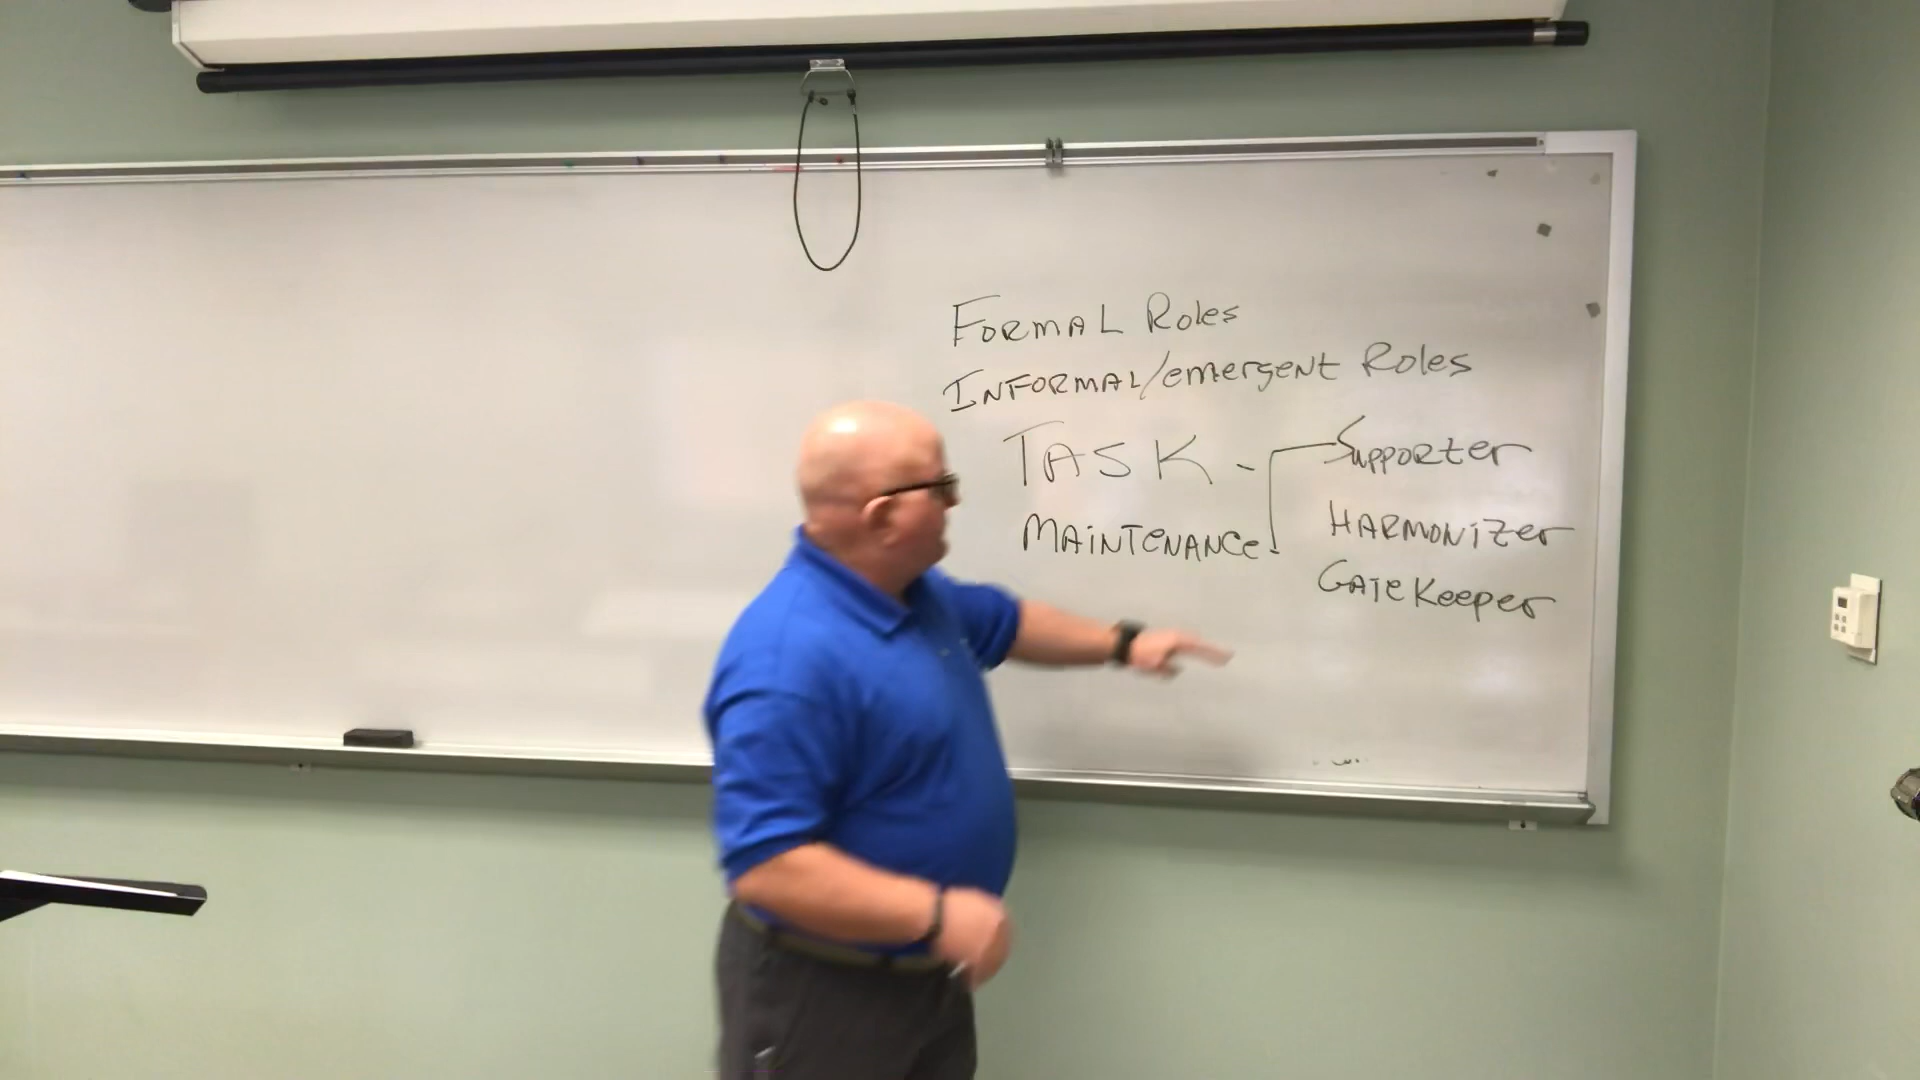 Formal Roles
Informal/emergent Roles
Task - Supporter
Maintenance - Harmonizer
Gatekeeper